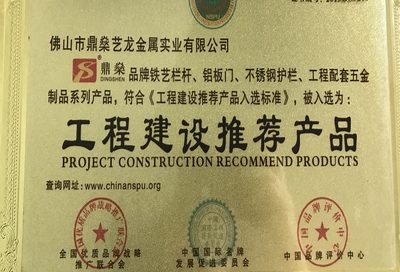 NSPU
佛山市鼎燊艺龙金属实业有限公司
鼎燊 DINGSHEN 品牌铁艺栏杆、铝板门、不锈钢护栏、工程配套五金
制品系列产品，符合《工程建设推荐产品入选标准》，被入选为：
工程建设推荐产品
PROJECT CONSTRUCTION RECOMMEND PRODUCTS
查询网址:www.chinanspu.org
全国优质品牌战略
推广联合会
中国国际名牌
发展促进委员会
中国品牌评价中心